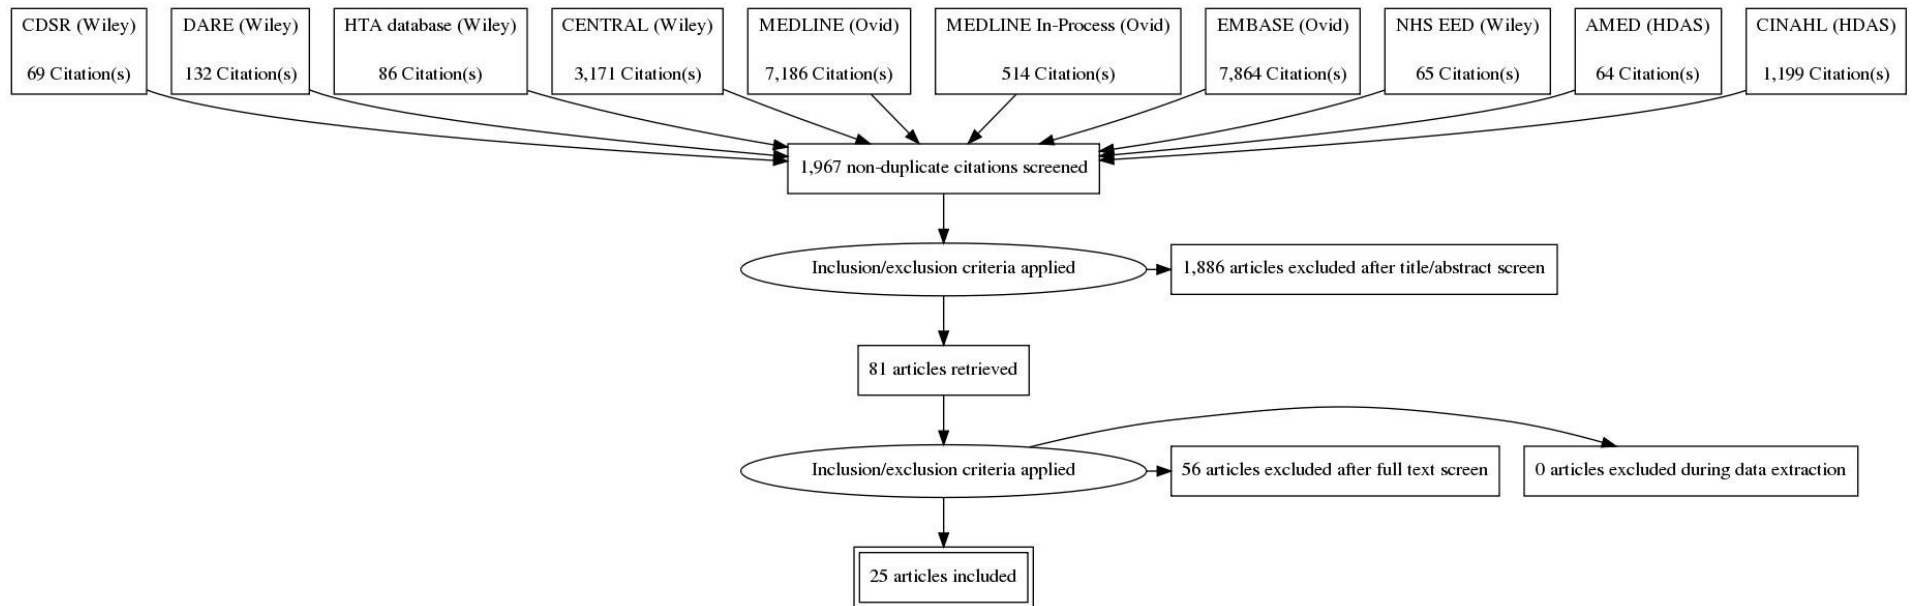 CDSR (Wiley)
69 Citation(s)
DARE (Wiley)
132 Citation(s)
HTA database (Wiley)
86 Citation(s)
CENTRAL (Wiley)
3,171 Citation(s)
MEDLINE (Ovid)
7,186 Citation(s)
MEDLINE In-Process (Ovid)
514 Citation(s)
EMBASE (Ovid)
7,864 Citation(s)
NHS EED (Wiley)
65 Citation(s)
AMED (HDAS)
64 Citation(s)
CINAHL (HDAS)
1,199 Citation(s)
1,967 non-duplicate citations screened
Inclusion/exclusion criteria applied
1,886 articles excluded after title/abstract screen
81 articles retrieved
Inclusion/exclusion criteria applied
56 articles excluded after full text screen
0 articles excluded during data extraction
25 articles included